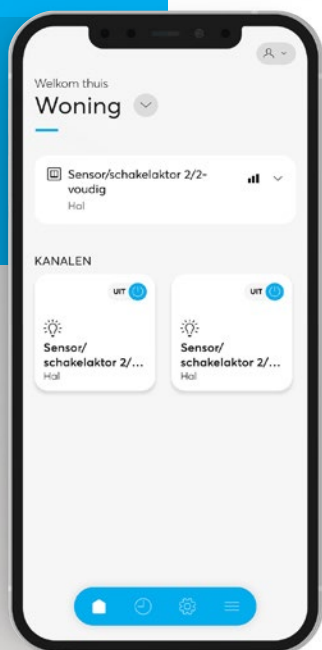 Welkom thuis
Woning
Sensor/schakelaktor 2/2-
voudig
Hal
KANALEN
UIT
UIT
Sensor/
schakelaktor 2/...
Hal
Sensor/
schakelaktor 2/...
Hal